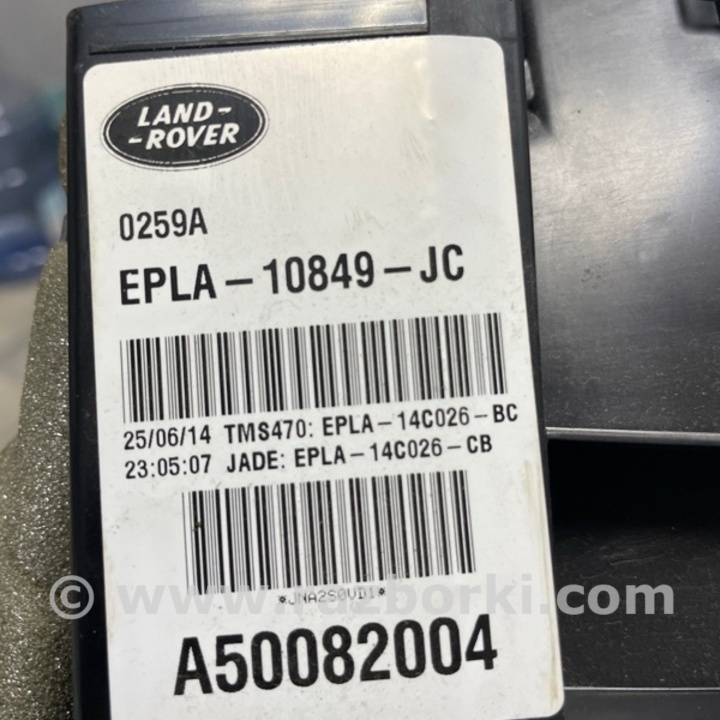 LAND-
-ROVER
0259A
EPLA-10849-JC
25/06/14 TMS470: EPLA-14C026-BC
23:05:07 JADE: EPLA-14C026-CB
*JNA2S0VD1*
© www.razborki.com
A50082004